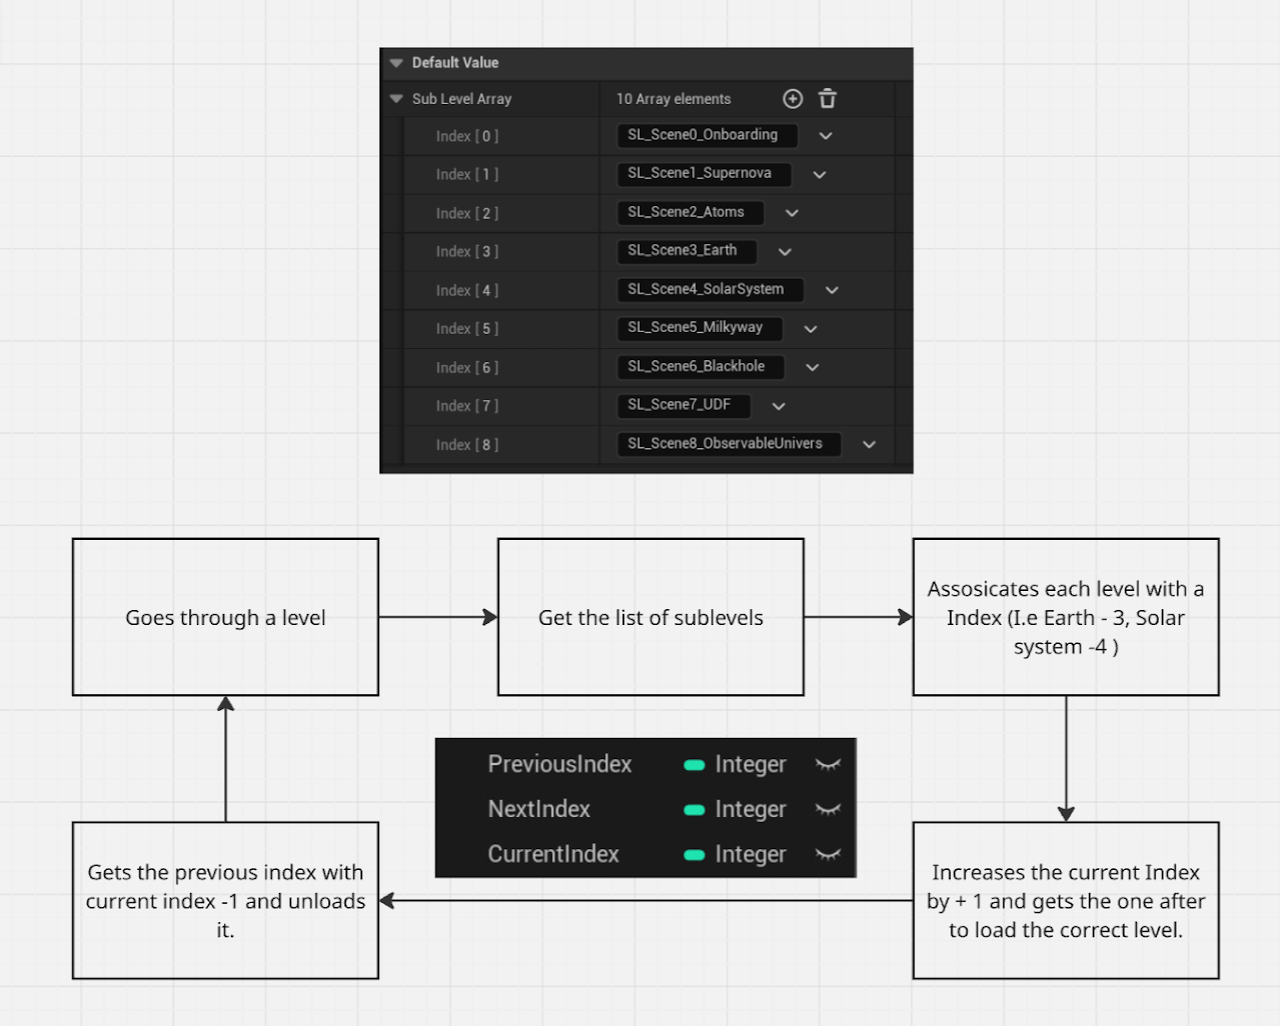 Default Value
Sub Level Array 10 Array elements
Index [ 0 ] SL_Scene0_Onboarding
Index [ 1 ] SL_Scene1_Supernova
Index [ 2 ] SL_Scene2_Atoms
Index [ 3 ] SL_Scene3_Earth
Index [ 4 ] SL_Scene4_SolarSystem
Index [ 5 ] SL_Scene5_Milkyway
Index [ 6 ] SL_Scene6_Blackhole
Index [ 7 ] SL_Scene7_UDF
Index [ 8 ] SL_Scene8_ObservableUnivers
Goes through a level
Get the list of sublevels
Assosicates each level with a
Index (I.e Earth - 3, Solar
system -4 )
PreviousIndex Integer
NextIndex Integer
CurrentIndex Integer
Increases the current Index
by + 1 and gets the one after
to load the correct level.
Gets the previous index with
current index -1 and unloads
it.